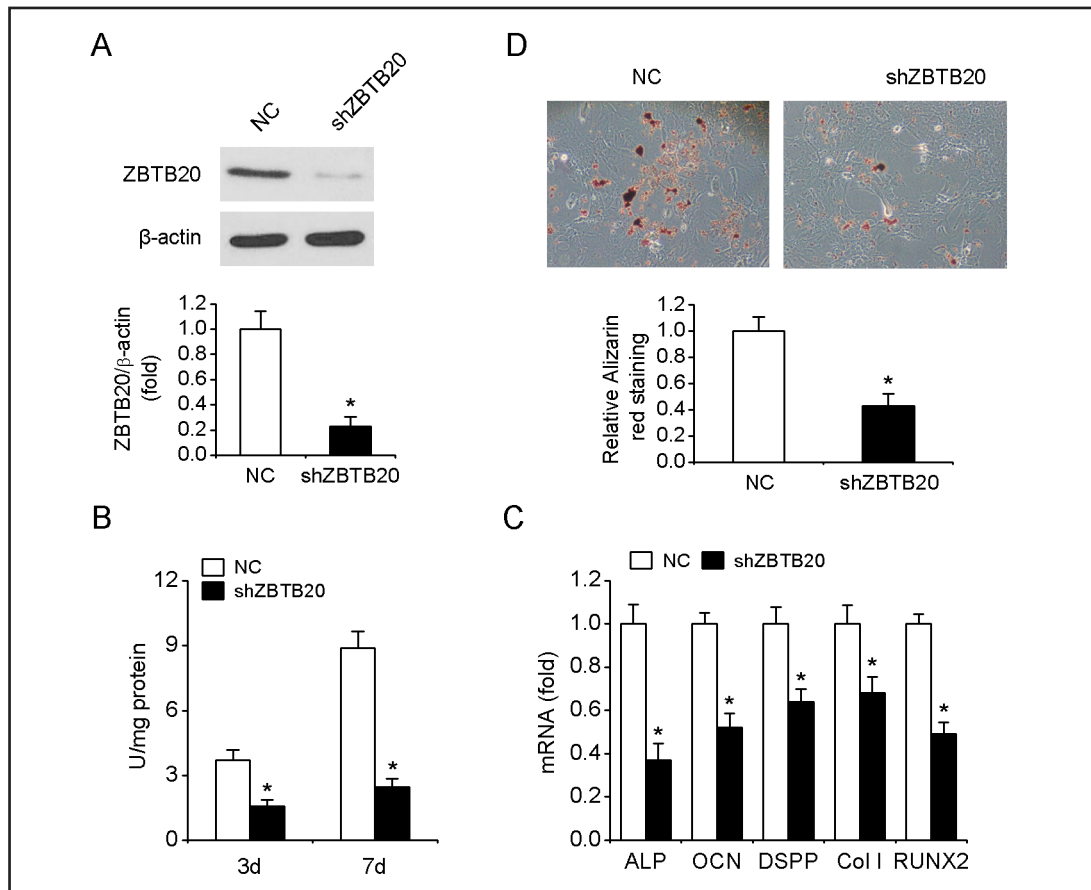 A
NC
shZBTB20
ZBTB20
β-actin
ZBTB20/β-actin
(fold)
1.2
1.0
0.8
0.6
0.4
0.2
0.0
*
NC
shZBTB20
D
NC
shZBTB20
Relative Alizarin
red staining
1.2
1.0
0.8
0.6
0.4
0.2
0.0
*
NC
shZBTB20
B
NC
shZBTB20
U/mg protein
12
9
6
3
0
*
*
3d
7d
C
NC
shZBTB20
mRNA (fold)
1.2
1.0
0.8
0.6
0.4
0.2
0.0
*
*
*
*
*
ALP
OCN
DSPP
Col I
RUNX2